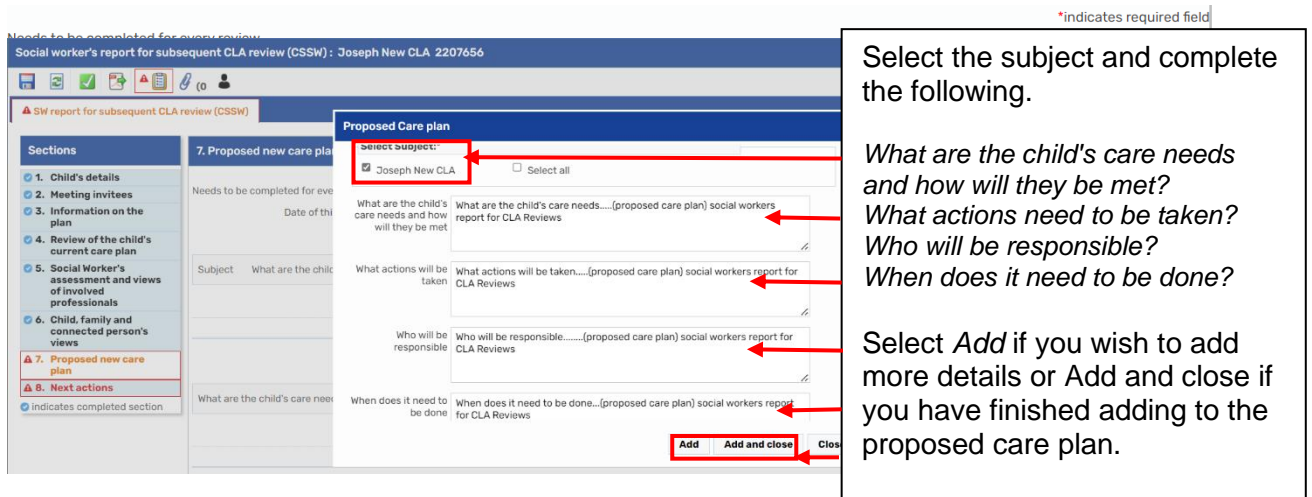 *indicates required field
Needs to be completed for every review
Social worker's report for subsequent CLA review (CSSW) : Joseph New CLA 2207656
(0
SW report for subsequent CLA review (CSSW)
Sections
1. Child's details
2. Meeting invitees
3. Information on the
plan
4. Review of the child's
current care plan
5. Social Worker's
assessment and views
of involved
professionals
6. Child, family and
connected person's
views
7. Proposed new care
plan
8. Next actions
indicates completed section
7. Proposed new care pla
Needs to be completed for eve
Date of thi
Subject What are the chil
What are the child's care nee
Proposed Care plan
Select Subject:*
Joseph New CLA
Select all
What are the child's
care needs and how
will they be met
What are the child's care needs.....(proposed care plan) social workers
report for CLA Reviews
What actions will be
taken
What actions will be taken.....(proposed care plan) social workers report for
CLA Reviews
Who will be
responsible
Who will be responsible........(proposed care plan) social workers report for
CLA Reviews
When does it need to
be done
When does it need to be done...(proposed care plan) social workers report
for CLA Reviews
Add
Add and close
Clos
Select the subject and complete
the following.
What are the child's care needs
and how will they be met?
What actions need to be taken?
Who will be responsible?
When does it need to be done?
Select Add if you wish to add
more details or Add and close if
you have finished adding to the
proposed care plan.